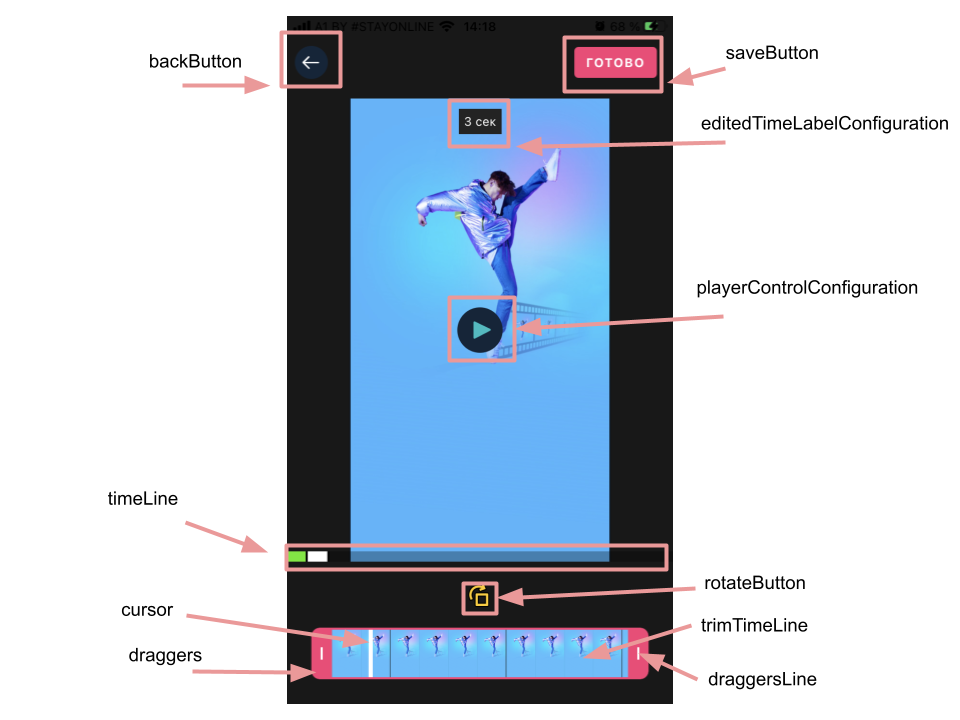 A1 BY #STAYONLINE 14:18 68 %
backButton
saveButton
ГОТОВО
3 сек
editedTimeLabelConfiguration
playerControlConfiguration
timeLine
rotateButton
cursor
trimTimeLine
draggers
draggersLine